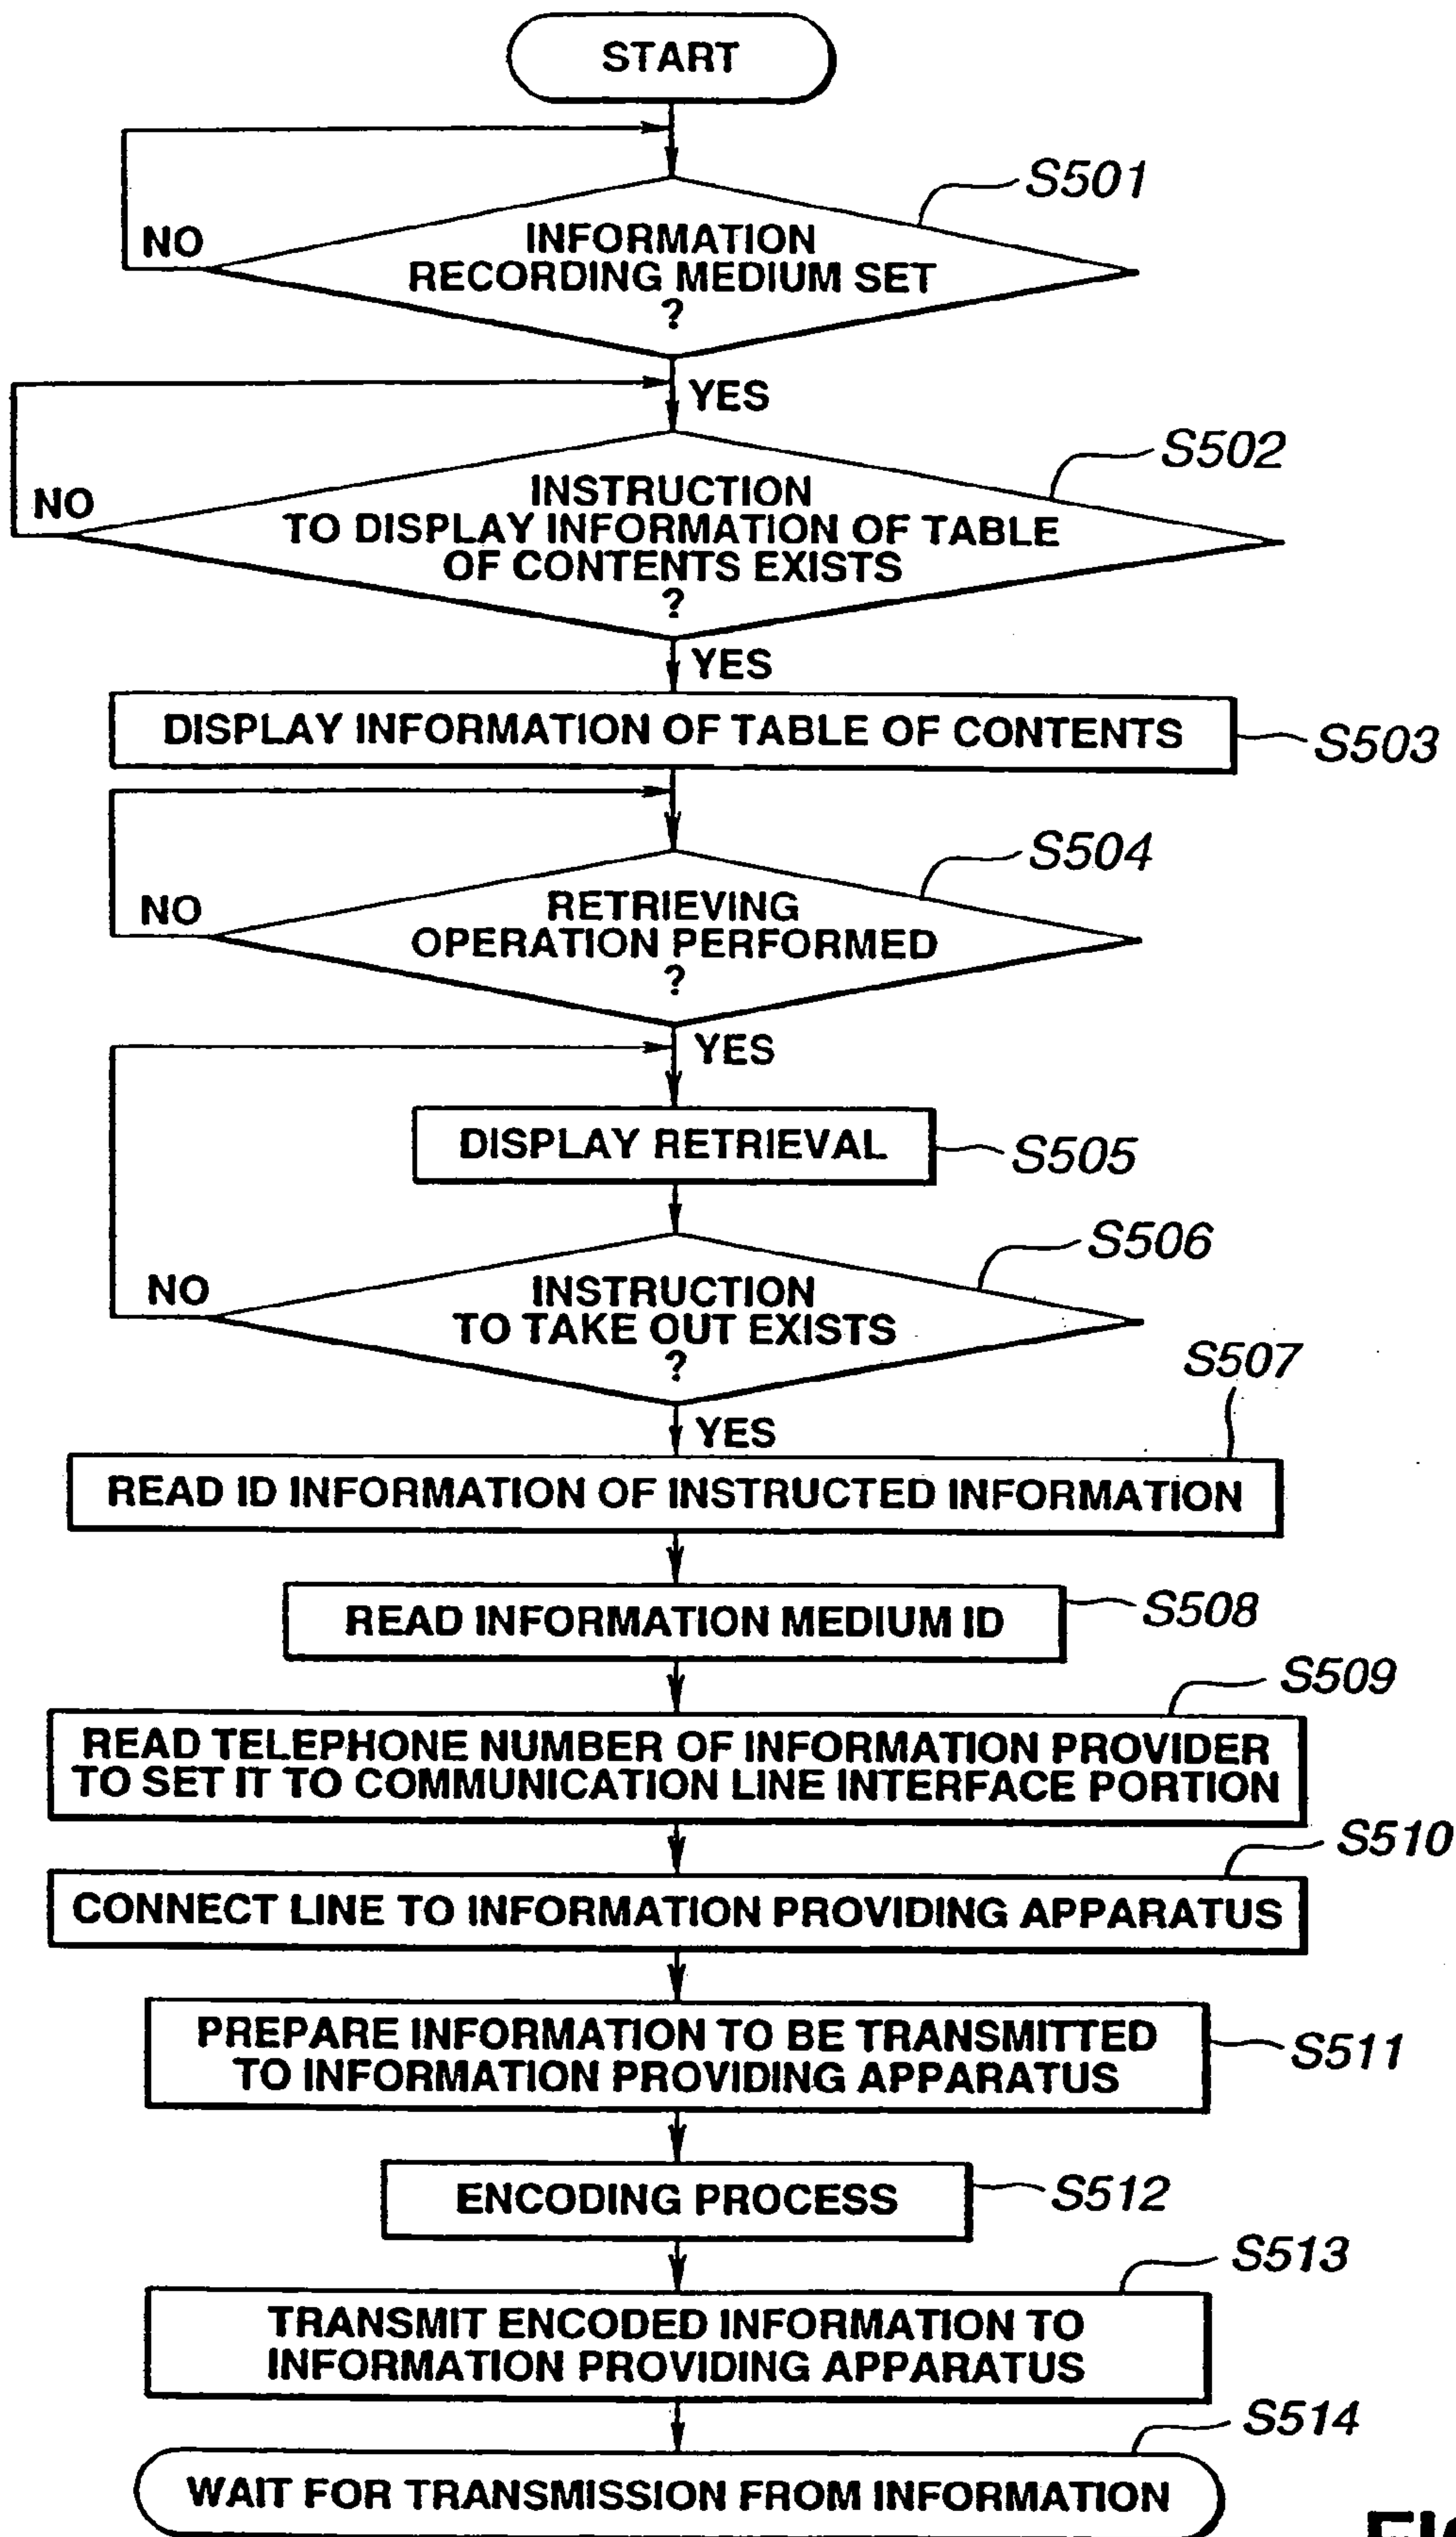 START
S501
NO
INFORMATION
RECORDING MEDIUM SET
?
YES
S502
NO
INSTRUCTION
TO DISPLAY INFORMATION OF TABLE
OF CONTENTS EXISTS
?
YES
DISPLAY INFORMATION OF TABLE OF CONTENTS
S503
S504
NO
RETRIEVING
OPERATION PERFORMED
?
YES
DISPLAY RETRIEVAL
S505
S506
NO
INSTRUCTION
TO TAKE OUT EXISTS
?
S507
YES
READ ID INFORMATION OF INSTRUCTED INFORMATION
READ INFORMATION MEDIUM ID
S508
S509
READ TELEPHONE NUMBER OF INFORMATION PROVIDER
TO SET IT TO COMMUNICATION LINE INTERFACE PORTION
S510
CONNECT LINE TO INFORMATION PROVIDING APPARATUS
PREPARE INFORMATION TO BE TRANSMITTED
TO INFORMATION PROVIDING APPARATUS
S511
ENCODING PROCESS
S512
S513
TRANSMIT ENCODED INFORMATION TO
INFORMATION PROVIDING APPARATUS
S514
WAIT FOR TRANSMISSION FROM INFORMATION